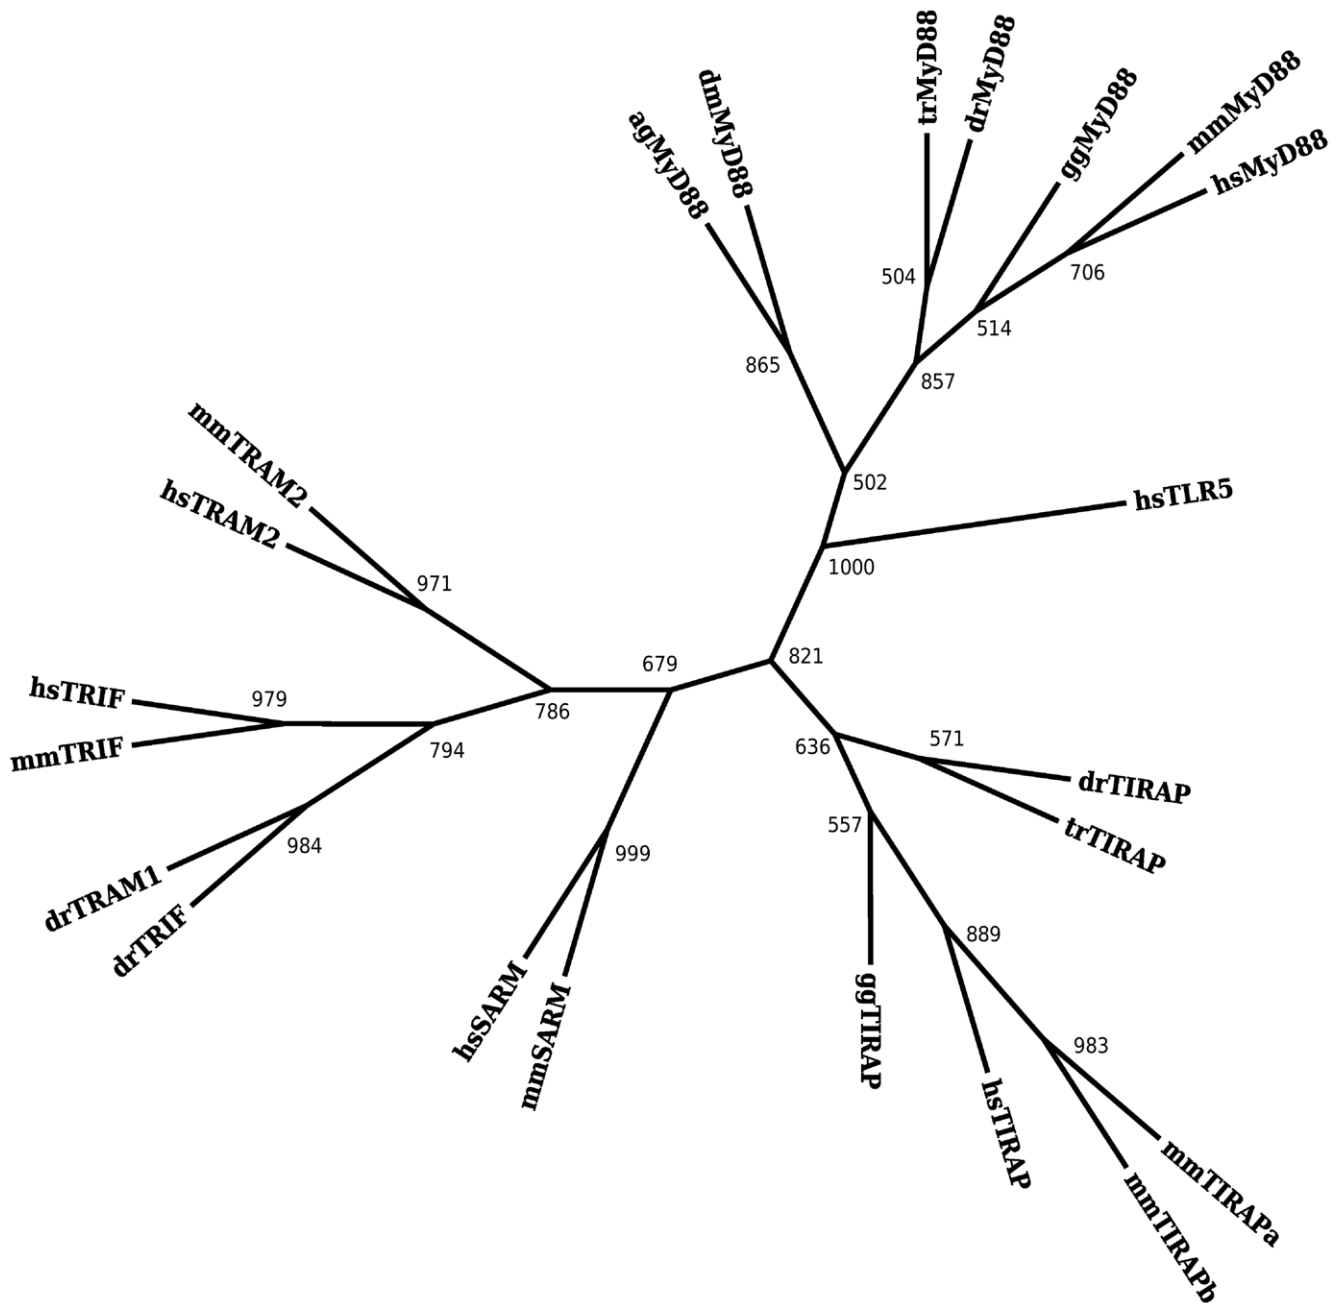 trMyD88
drMyD88
ggMyD88
mmMyD88
hsMyD88
dmMyD88
agMyD88
504
706
514
865
857
502
hsTLR5
1000
mmTRAM2
hsTRAM2
971
821
679
786
hsTRIF
979
mmTRIF
794
636
571
drTIRAP
trTIRAP
557
984
999
drTRAM1
drTRIF
889
hsSARM
mmSARM
ggTIRAP
983
hsTIRAP
mmTIRAPa
mmTIRAPb